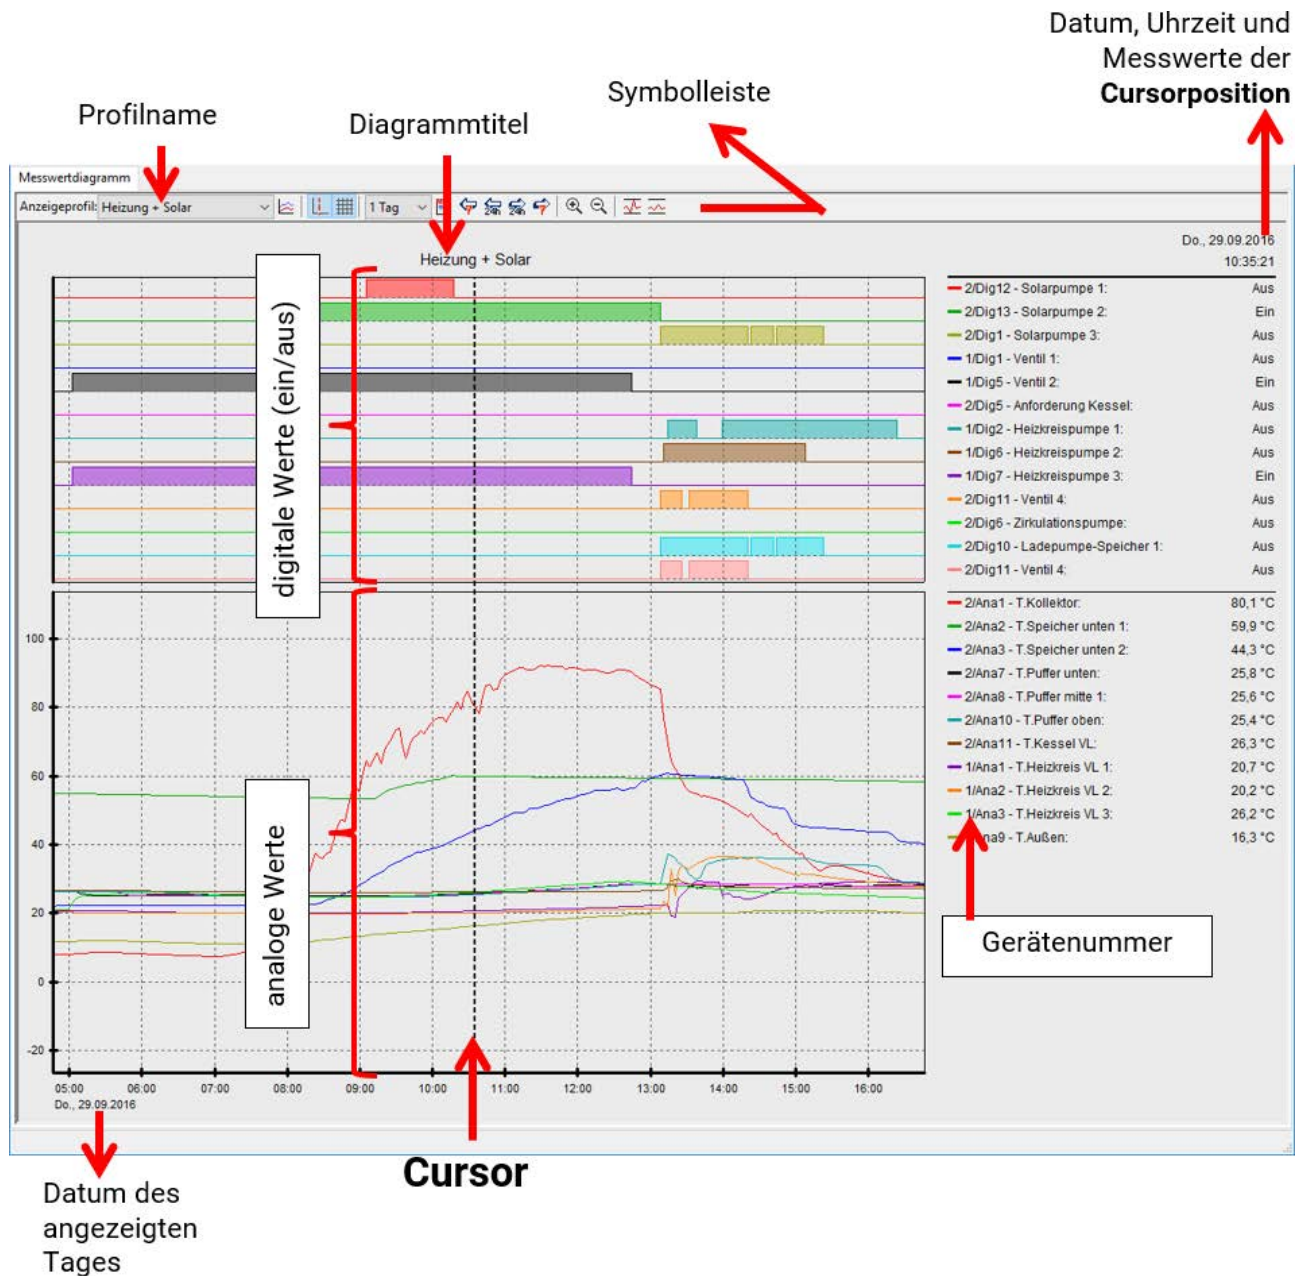 Datum, Uhrzeit und
Messwerte der
Cursorposition
Symbolleiste
Profilname
Diagrammtitel
Messwertdiagramm
Anzeigeprofil: Heizung + Solar
1 Tag
Do., 29.09.2016
10:35:21
Heizung + Solar
digitale Werte (ein/aus)
2/Dig12 - Solarpumpe 1: Aus
2/Dig13 - Solarpumpe 2: Ein
2/Dig1 - Solarpumpe 3: Aus
1/Dig1 - Ventil 1: Aus
1/Dig5 - Ventil 2: Ein
2/Dig5 - Anforderung Kessel: Aus
1/Dig2 - Heizkreispumpe 1: Aus
1/Dig6 - Heizkreispumpe 2: Aus
1/Dig7 - Heizkreispumpe 3: Ein
2/Dig11 - Ventil 4: Aus
2/Dig6 - Zirkulationspumpe: Aus
2/Dig10 - Ladepumpe-Speicher 1: Aus
2/Dig11 - Ventil 4: Aus
analoge Werte
2/Ana1 - T.Kollektor: 80,1 °C
2/Ana2 - T.Speicher unten 1: 59,9 °C
2/Ana3 - T.Speicher unten 2: 44,3 °C
2/Ana7 - T.Puffer unten: 25,8 °C
2/Ana8 - T.Puffer mitte 1: 25,6 °C
2/Ana10 - T.Puffer oben: 25,4 °C
2/Ana11 - T.Kessel VL: 26,3 °C
1/Ana1 - T.Heizkreis VL 1: 20,7 °C
1/Ana2 - T.Heizkreis VL 2: 20,2 °C
1/Ana3 - T.Heizkreis VL 3: 26,2 °C
Ana9 - T.Außen: 16,3 °C
Gerätenummer
100
80
60
40
20
0
-20
05:00 06:00 07:00 08:00 09:00 10:00 11:00 12:00 13:00 14:00 15:00 16:00
Do., 29.09.2016
Cursor
Datum des
angezeigten
Tages